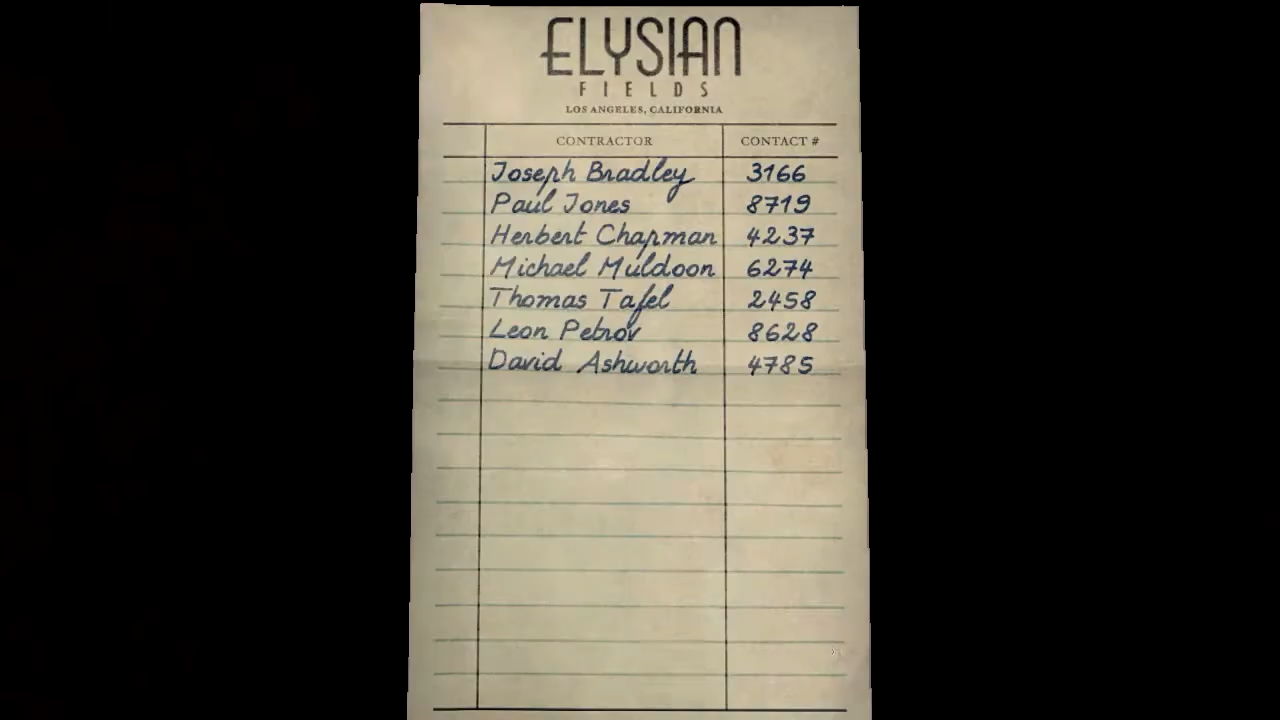 ELYSIAN
FIELDS
LOS ANGELES, CALIFORNIA
CONTRACTOR CONTACT #
Joseph Bradley 3166
Paul Jones 8719
Herbert Chapman 4237
Michael Muldoon 6274
Thomas Tafel 2458
Leon Petrov 8628
David Ashworth 4785